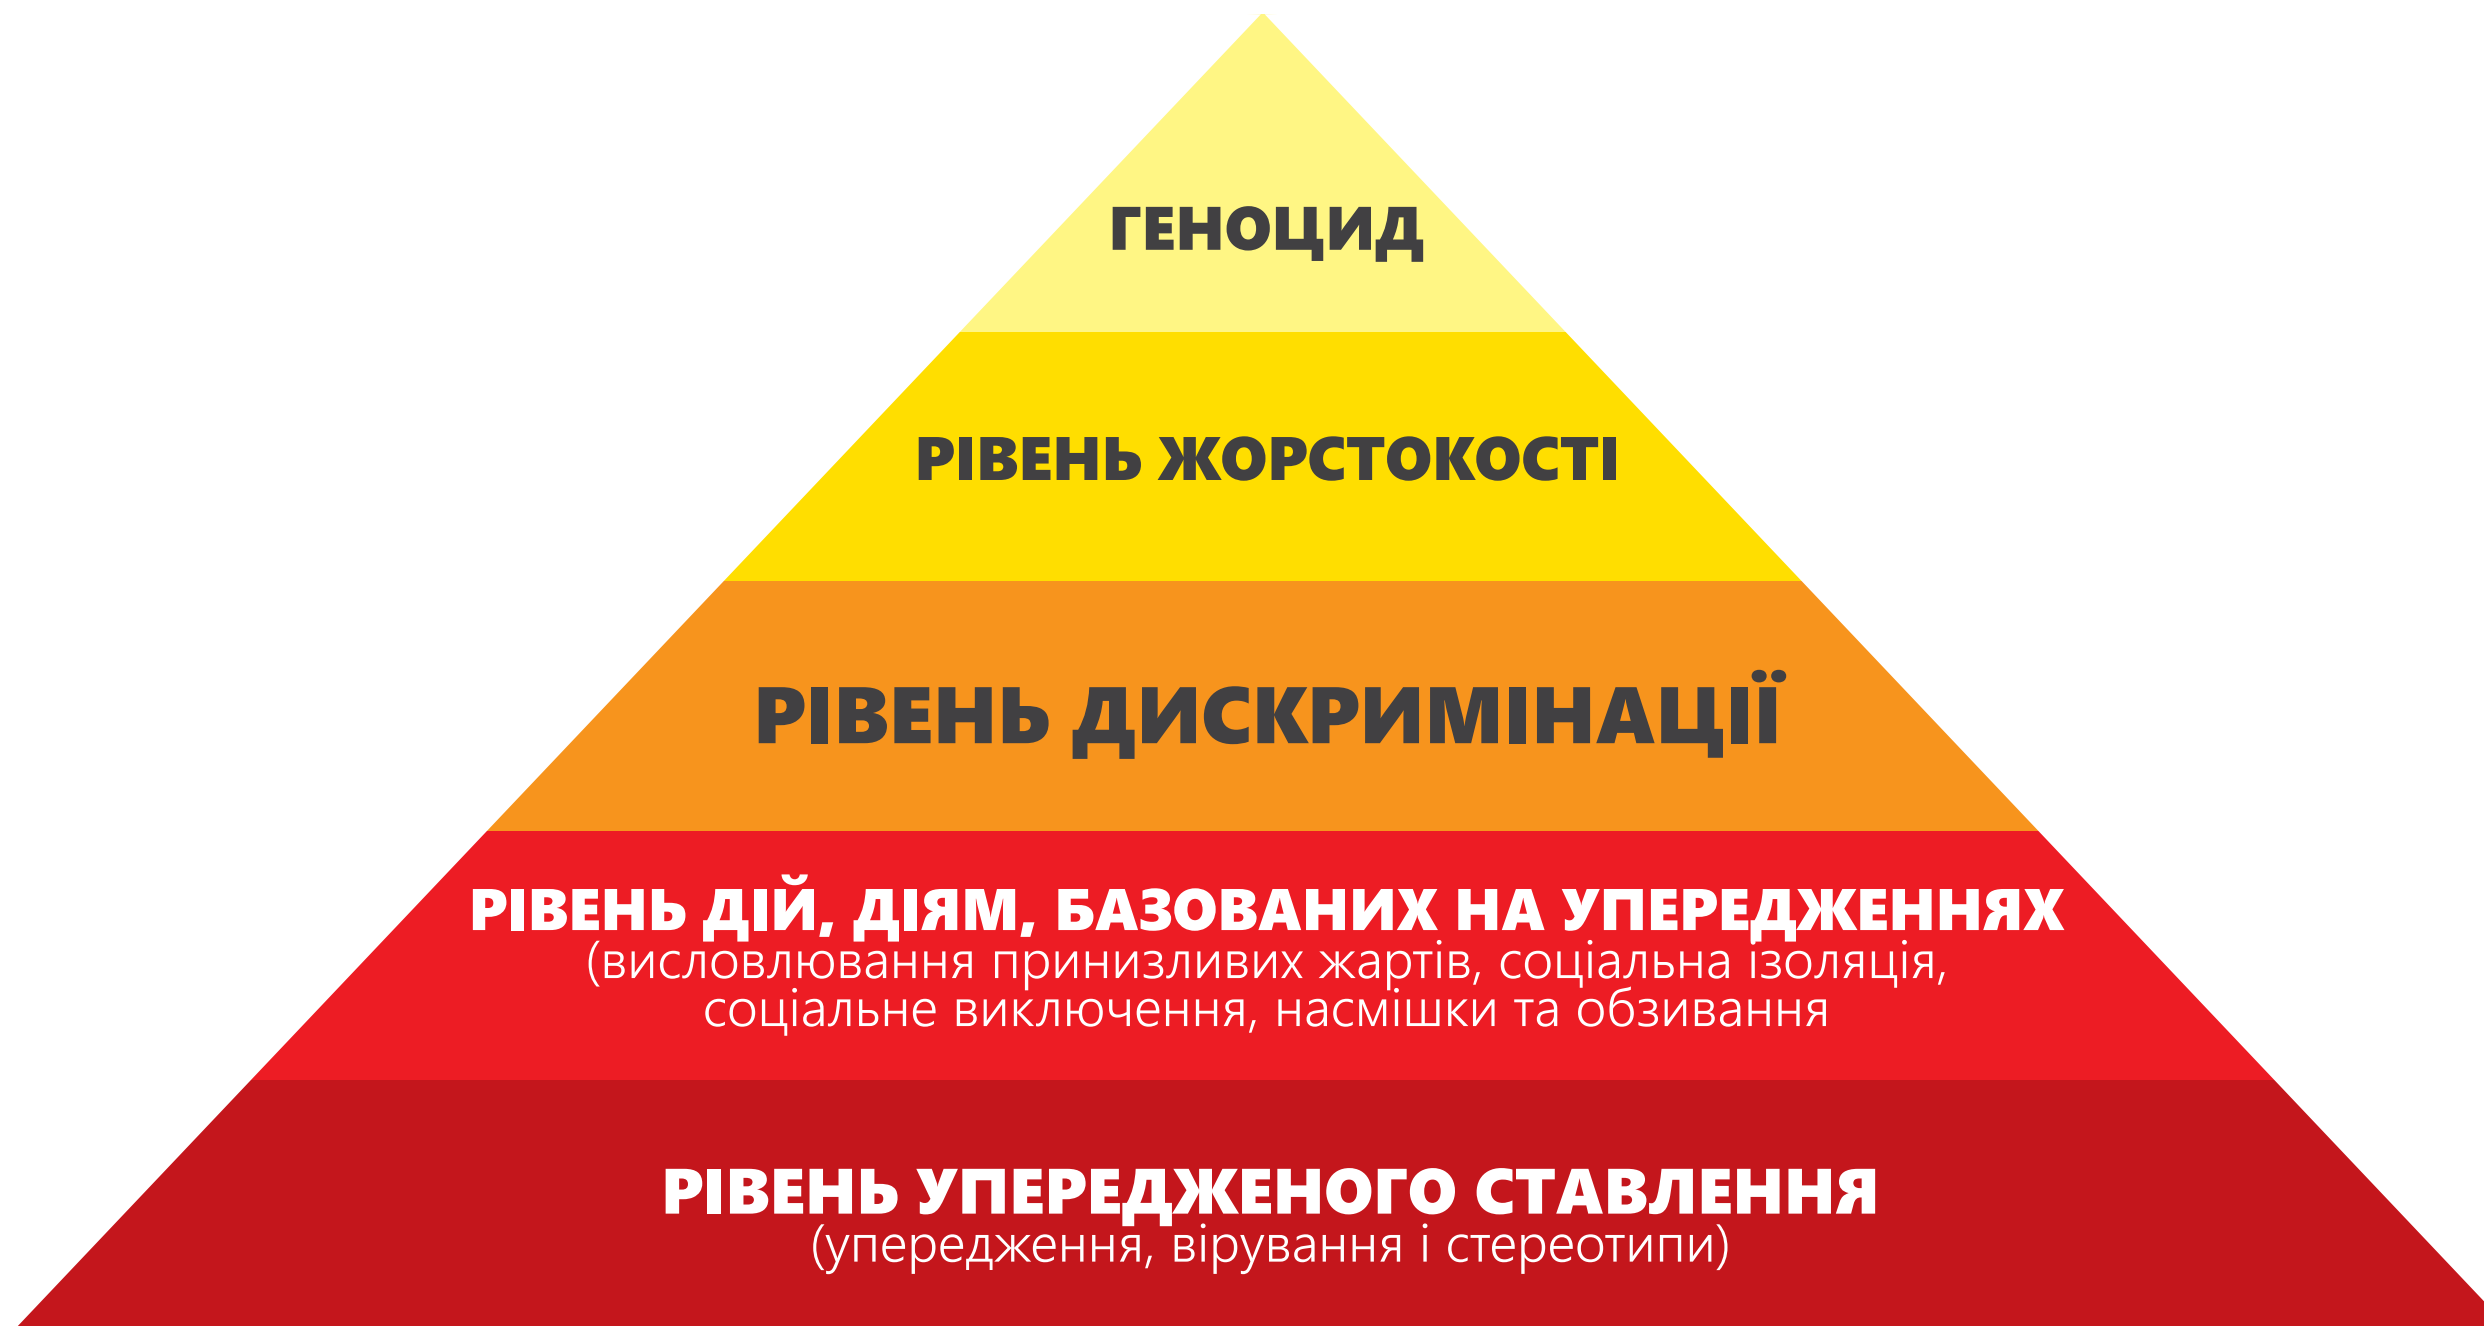 ГЕНОЦИД
РІВЕНЬ ЖОРСТОКОСТІ
РІВЕНЬ ДИСКРИМІНАЦІЇ
РІВЕНЬ ДІЙ, ДІЯМ, БАЗОВАНИХ НА УПЕРЕДЖЕННЯХ
(висловлювання принизливих жартів, соціальна ізоляція,
соціальне виключення, насмішки та обзивання
РІВЕНЬ УПЕРЕДЖЕНОГО СТАВЛЕННЯ
(упередження, вірування і стереотипи)